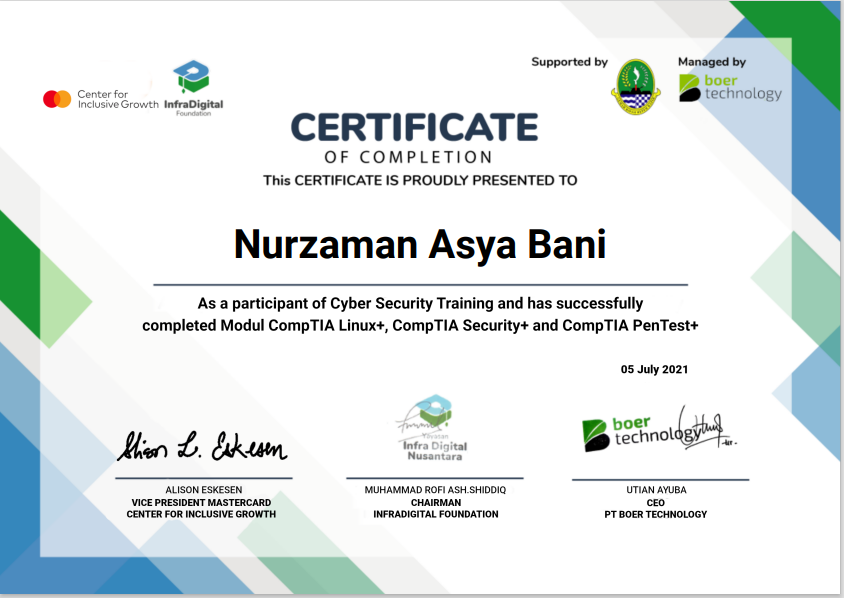 Supported by
Managed by
Center for
Inclusive Growth
InfraDigital
Foundation
boer
technology
CERTIFICATE
OF COMPLETION
This CERTIFICATE IS PROUDLY PRESENTED TO
Nurzaman Asya Bani
As a participant of Cyber Security Training and has successfully
completed Modul CompTIA Linux+, CompTIA Security+ and CompTIA PenTest+
05 July 2021
Alison L. Eskesen
Yayasan
Infra Digital
Nusantara
boer
technology
ALISON ESKESEN
VICE PRESIDENT MASTERCARD
CENTER FOR INCLUSIVE GROWTH
MUHAMMAD ROFI ASH.SHIDDIQ
CHAIRMAN
INFRADIGITAL FOUNDATION
UTIAN AYUBA
CEO
PT BOER TECHNOLOGY